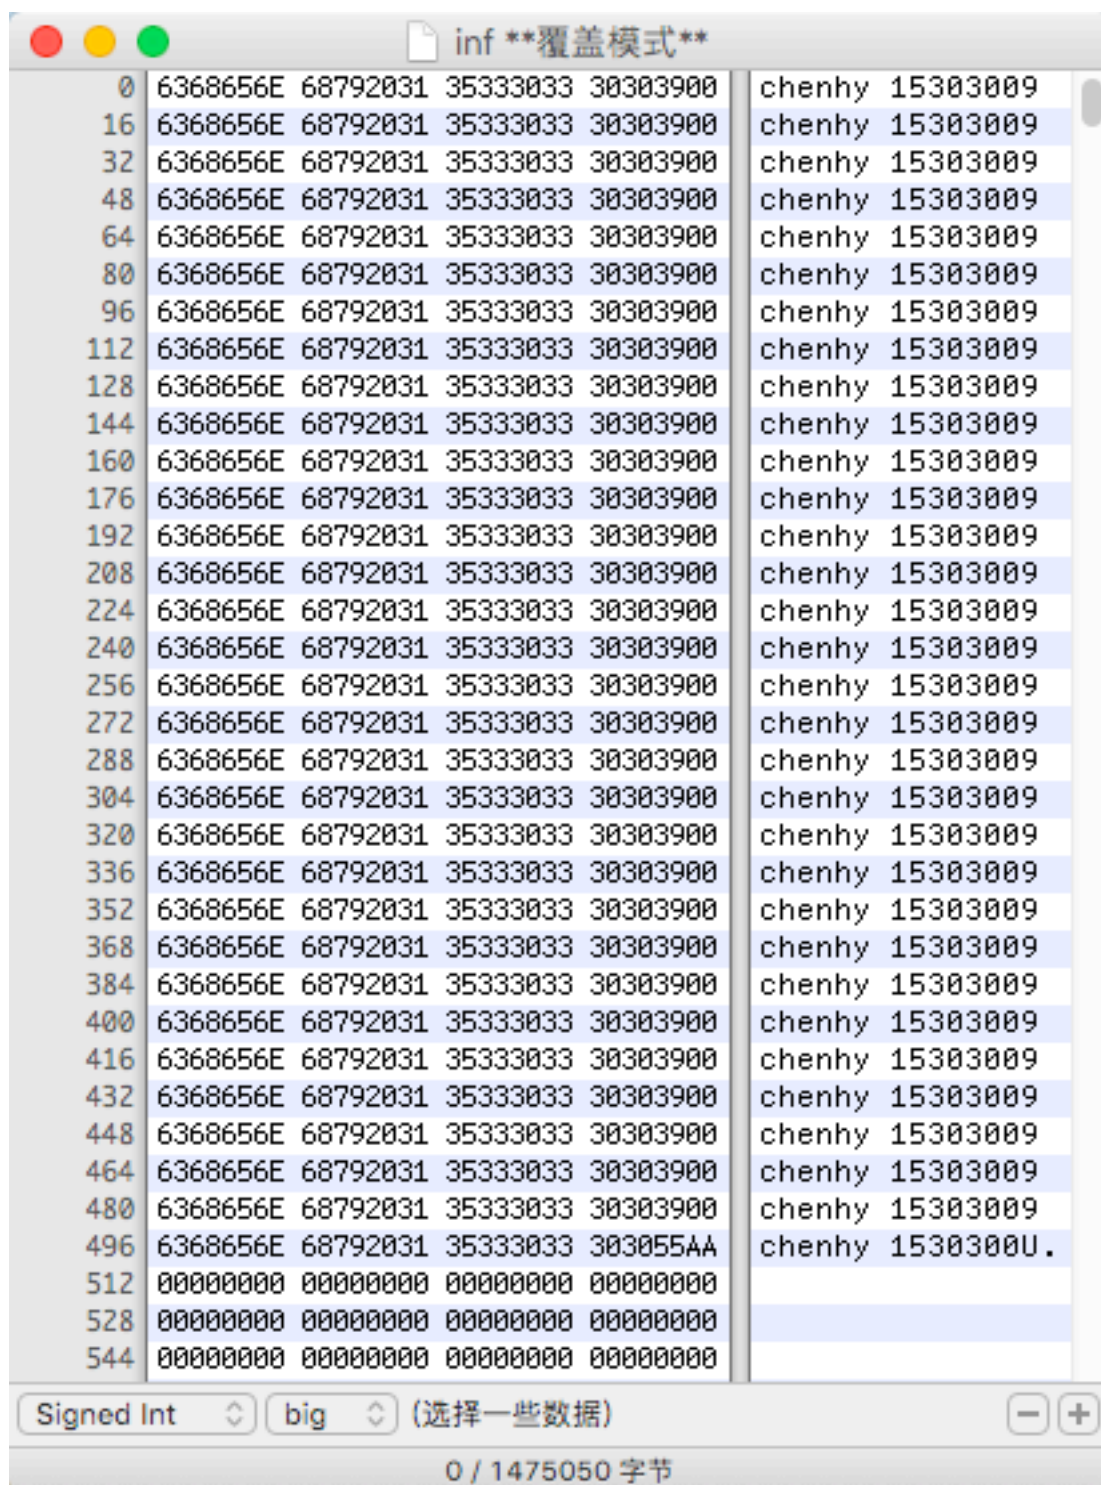 inf **覆盖模式**
0 6368656E 68792031 35333033 30303900 chenhy 15303009
16 6368656E 68792031 35333033 30303900 chenhy 15303009
32 6368656E 68792031 35333033 30303900 chenhy 15303009
48 6368656E 68792031 35333033 30303900 chenhy 15303009
64 6368656E 68792031 35333033 30303900 chenhy 15303009
80 6368656E 68792031 35333033 30303900 chenhy 15303009
96 6368656E 68792031 35333033 30303900 chenhy 15303009
112 6368656E 68792031 35333033 30303900 chenhy 15303009
128 6368656E 68792031 35333033 30303900 chenhy 15303009
144 6368656E 68792031 35333033 30303900 chenhy 15303009
160 6368656E 68792031 35333033 30303900 chenhy 15303009
176 6368656E 68792031 35333033 30303900 chenhy 15303009
192 6368656E 68792031 35333033 30303900 chenhy 15303009
208 6368656E 68792031 35333033 30303900 chenhy 15303009
224 6368656E 68792031 35333033 30303900 chenhy 15303009
240 6368656E 68792031 35333033 30303900 chenhy 15303009
256 6368656E 68792031 35333033 30303900 chenhy 15303009
272 6368656E 68792031 35333033 30303900 chenhy 15303009
288 6368656E 68792031 35333033 30303900 chenhy 15303009
304 6368656E 68792031 35333033 30303900 chenhy 15303009
320 6368656E 68792031 35333033 30303900 chenhy 15303009
336 6368656E 68792031 35333033 30303900 chenhy 15303009
352 6368656E 68792031 35333033 30303900 chenhy 15303009
368 6368656E 68792031 35333033 30303900 chenhy 15303009
384 6368656E 68792031 35333033 30303900 chenhy 15303009
400 6368656E 68792031 35333033 30303900 chenhy 15303009
416 6368656E 68792031 35333033 30303900 chenhy 15303009
432 6368656E 68792031 35333033 30303900 chenhy 15303009
448 6368656E 68792031 35333033 30303900 chenhy 15303009
464 6368656E 68792031 35333033 30303900 chenhy 15303009
480 6368656E 68792031 35333033 30303900 chenhy 15303009
496 6368656E 68792031 35333033 303055AA chenhy 1530300U.
512 00000000 00000000 00000000 00000000
528 00000000 00000000 00000000 00000000
544 00000000 00000000 00000000 00000000
Signed Int big (选择一些数据)
0 / 1475050 字节